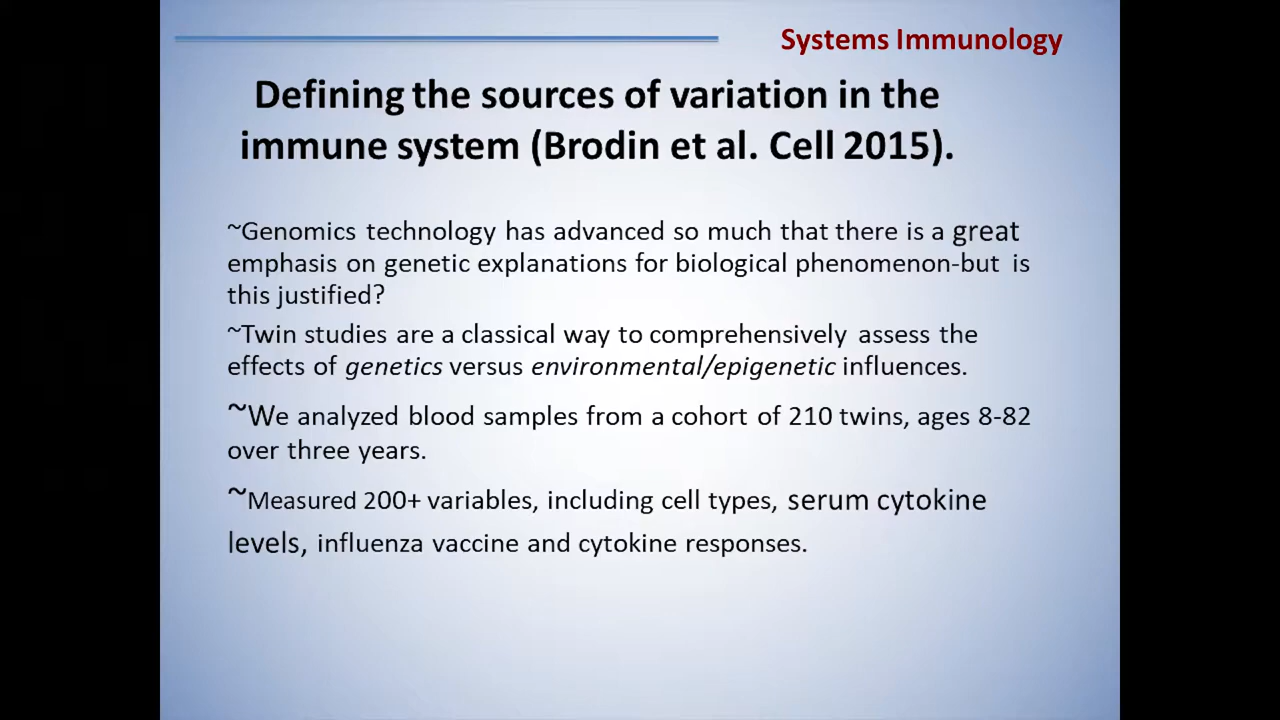 Systems Immunology
Defining the sources of variation in the
immune system (Brodin et al. Cell 2015).
~Genomics technology has advanced so much that there is a great
emphasis on genetic explanations for biological phenomenon-but is
this justified?
~Twin studies are a classical way to comprehensively assess the
effects of genetics versus environmental/epigenetic influences.
~We analyzed blood samples from a cohort of 210 twins, ages 8-82
over three years.
~Measured 200+ variables, including cell types, serum cytokine
levels, influenza vaccine and cytokine responses.